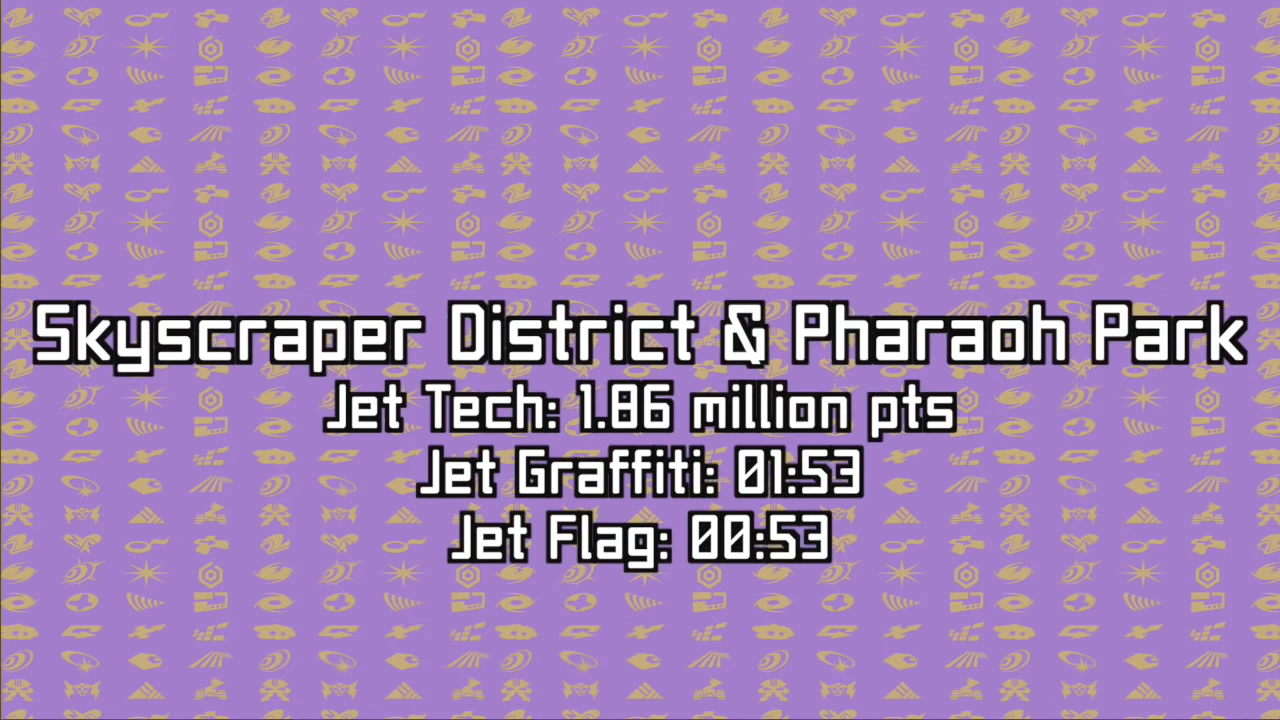 Skyscraper District & Pharaoh Park
Jet Tech: 1.86 million pts
Jet Graffiti: 01:53
Jet Flag: 00:53